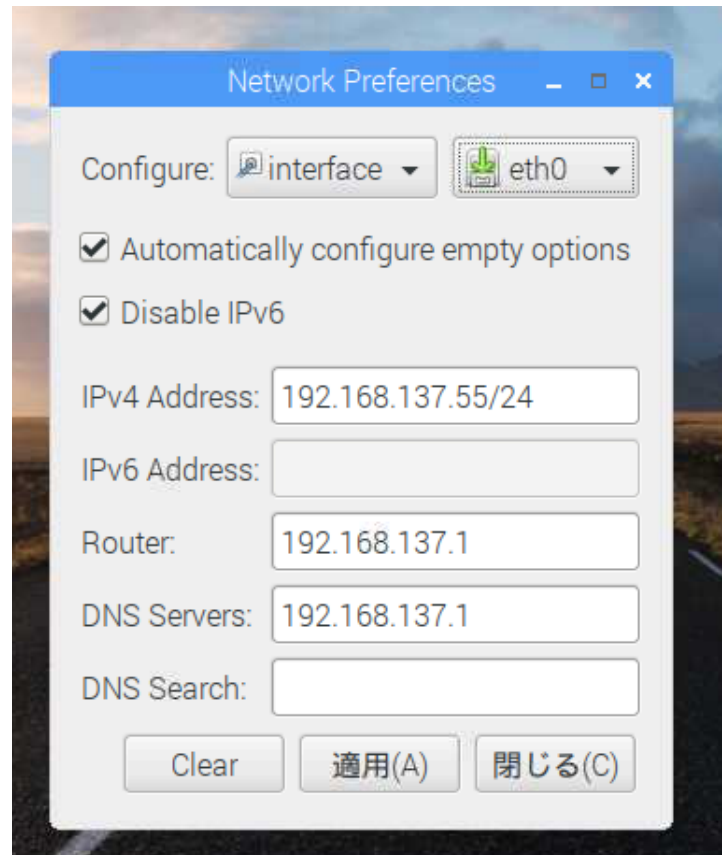 Network Preferences
Configure: interface eth0
Automatically configure empty options
Disable IPv6
IPv4 Address: 192.168.137.55/24
IPv6 Address:
Router: 192.168.137.1
DNS Servers: 192.168.137.1
DNS Search:
Clear 適用(A) 閉じる(C)